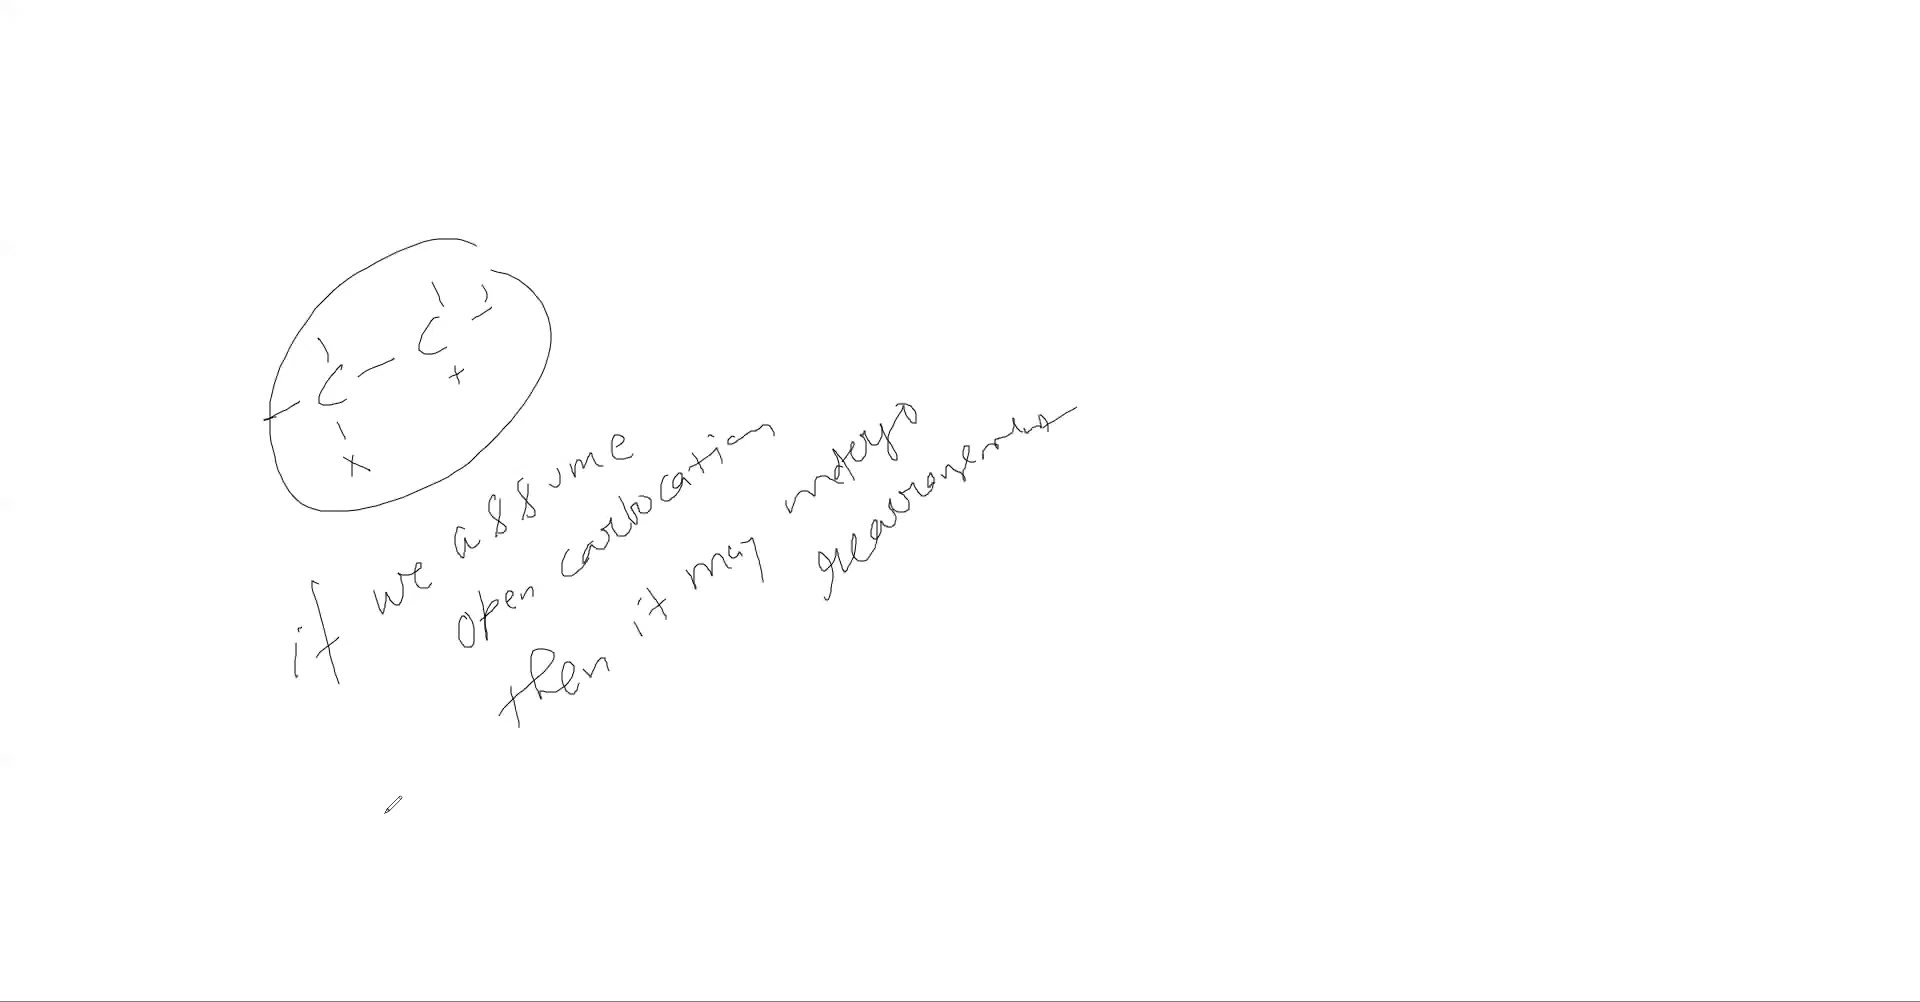 C - C
+
X
if we assume
open carbocation
then it may undergo
rearrangement